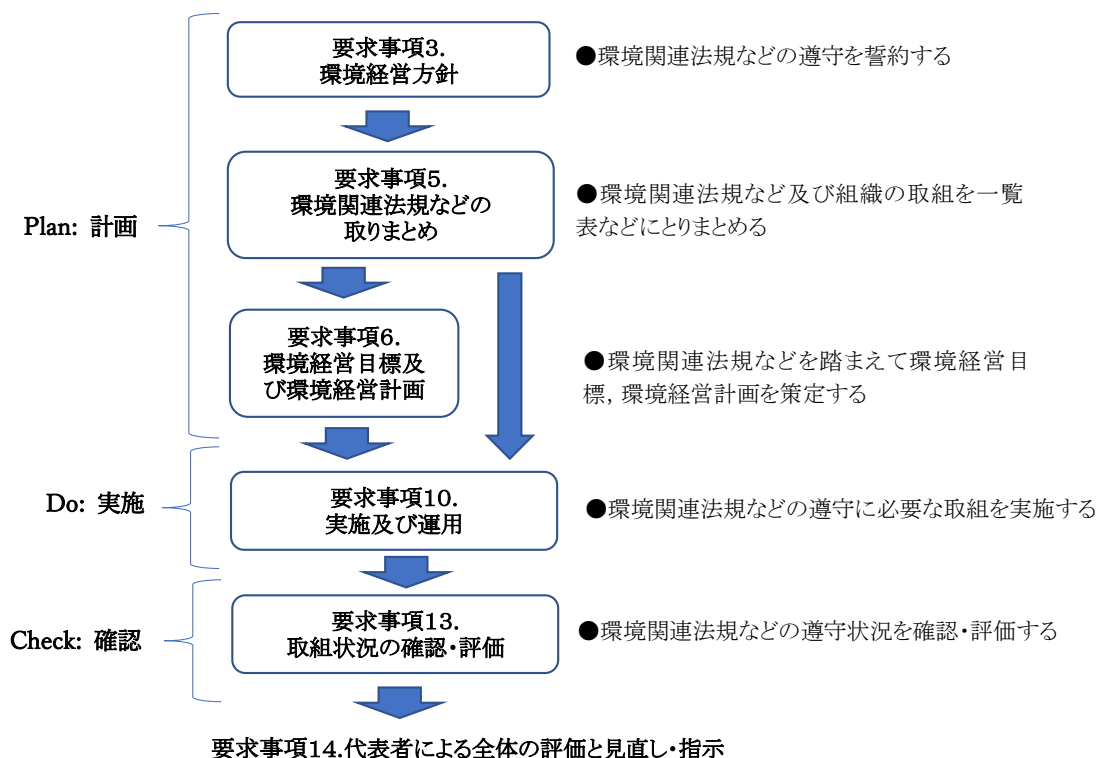 要求事項3.
環境経営方針
●環境関連法規などの遵守を誓約する
要求事項5.
環境関連法規などの
取りまとめ
●環境関連法規など及び組織の取組を一覧
表などにとりまとめる
Plan: 計画
要求事項6.
環境経営目標及
び環境経営計画
●環境関連法規などを踏まえて環境経営目
標, 環境経営計画を策定する
Do: 実施
要求事項10.
実施及び運用
●環境関連法規などの遵守に必要な取組を実施する
Check: 確認
要求事項13.
取組状況の確認・評価
●環境関連法規などの遵守状況を確認・評価する
要求事項14.代表者による全体の評価と見直し・指示